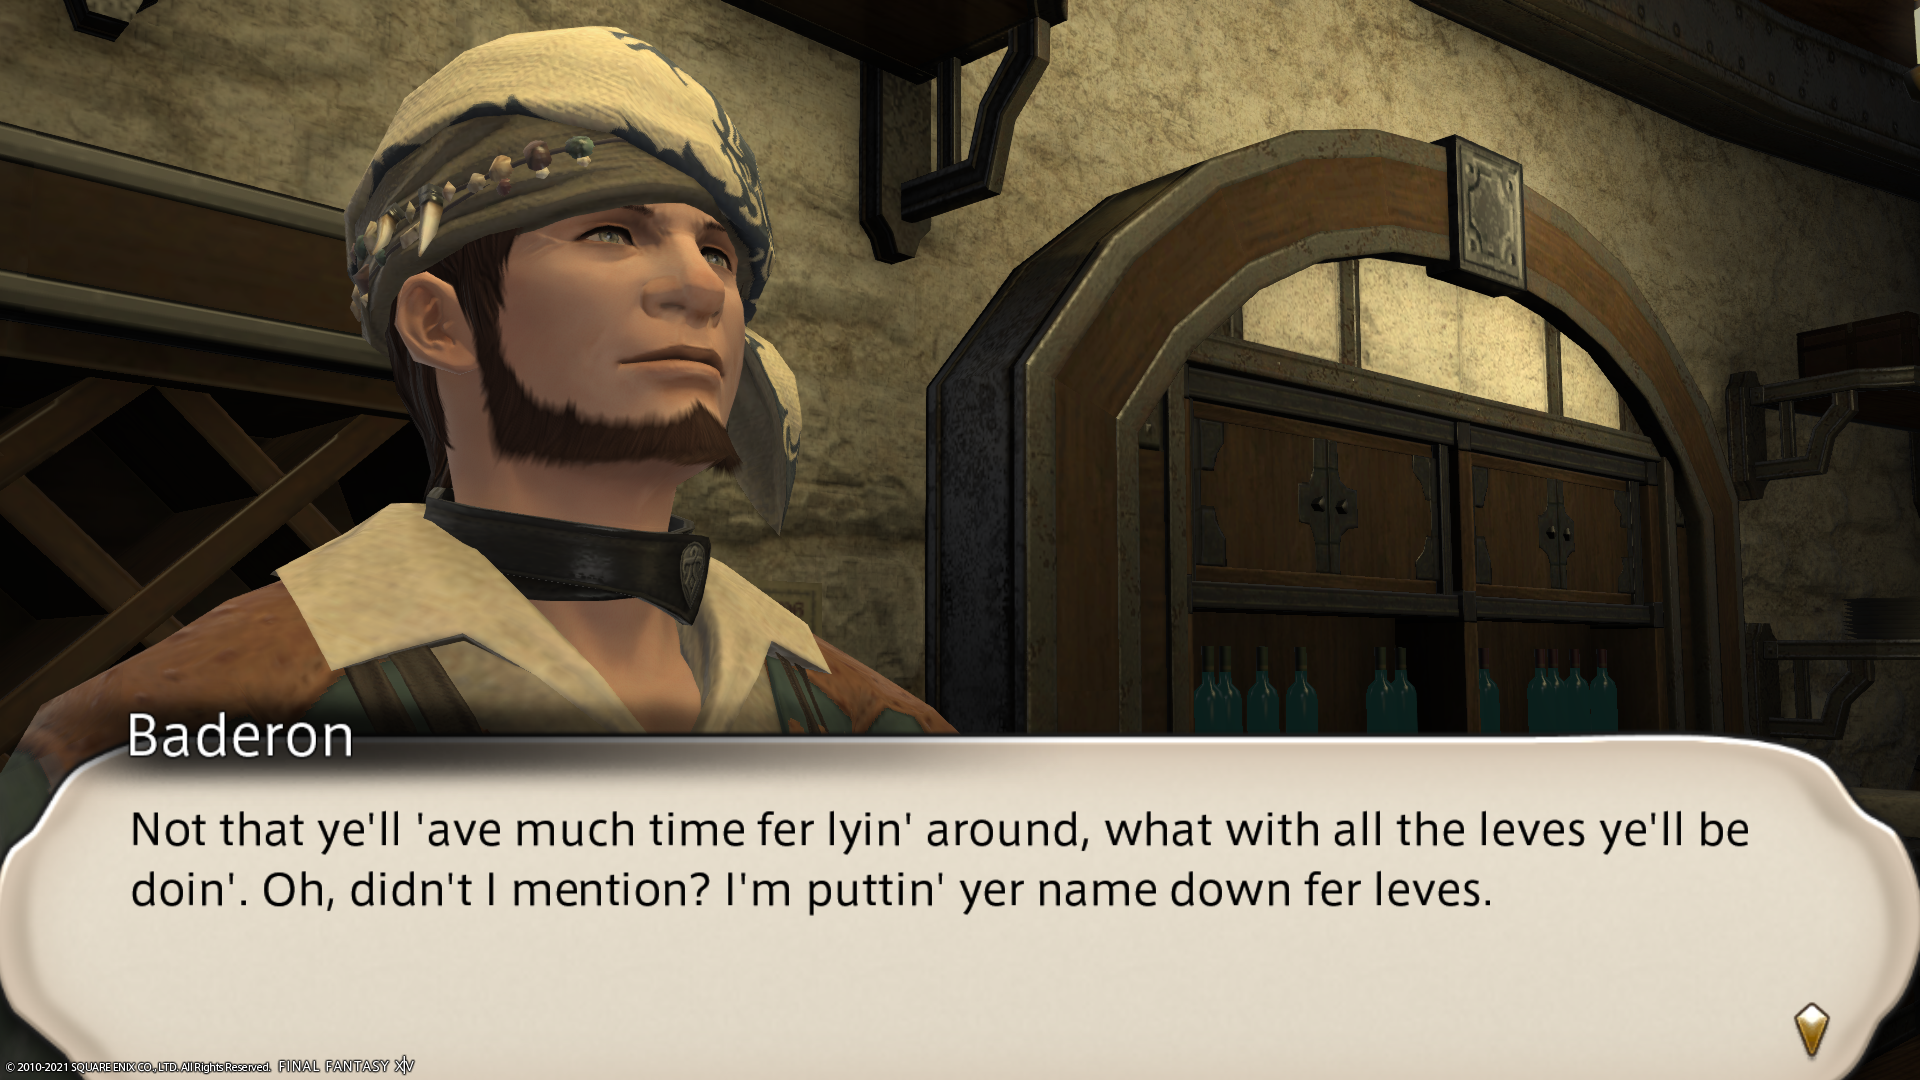 Baderon
Not that ye'll 'ave much time fer lyin' around, what with all the leves ye'll be
doin'. Oh, didn't I mention? I'm puttin' yer name down fer leves.
© 2010-2021 SQUARE ENIX CO., LTD. All Rights Reserved. FINAL FANTASY XIV